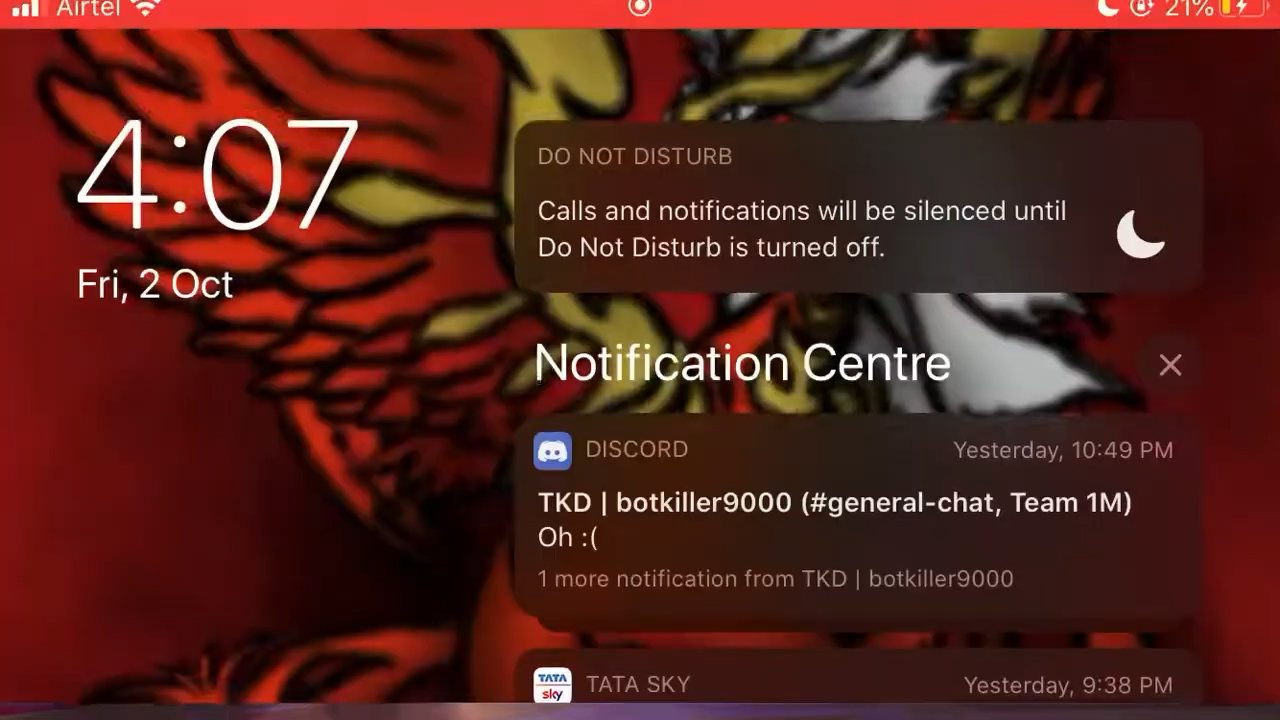 Airtel
21%
4:07
Fri, 2 Oct
DO NOT DISTURB
Calls and notifications will be silenced until
Do Not Disturb is turned off.
Notification Centre
DISCORD Yesterday, 10:49 PM
TKD | botkiller9000 (#general-chat, Team 1M)
Oh :(
1 more notification from TKD | botkiller9000
TATA
sky
TATA SKY Yesterday, 9:38 PM